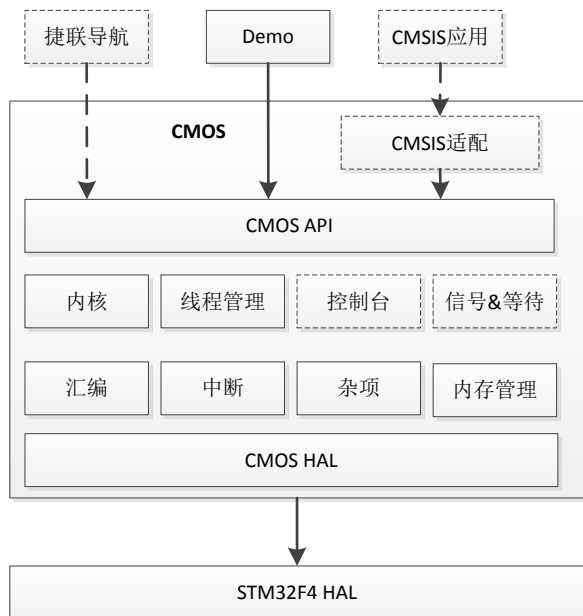 捷联导航
Demo
CMSIS应用
CMOS
CMSIS适配
CMOS API
内核
线程管理
控制台
信号&等待
汇编
中断
杂项
内存管理
CMOS HAL
STM32F4 HAL